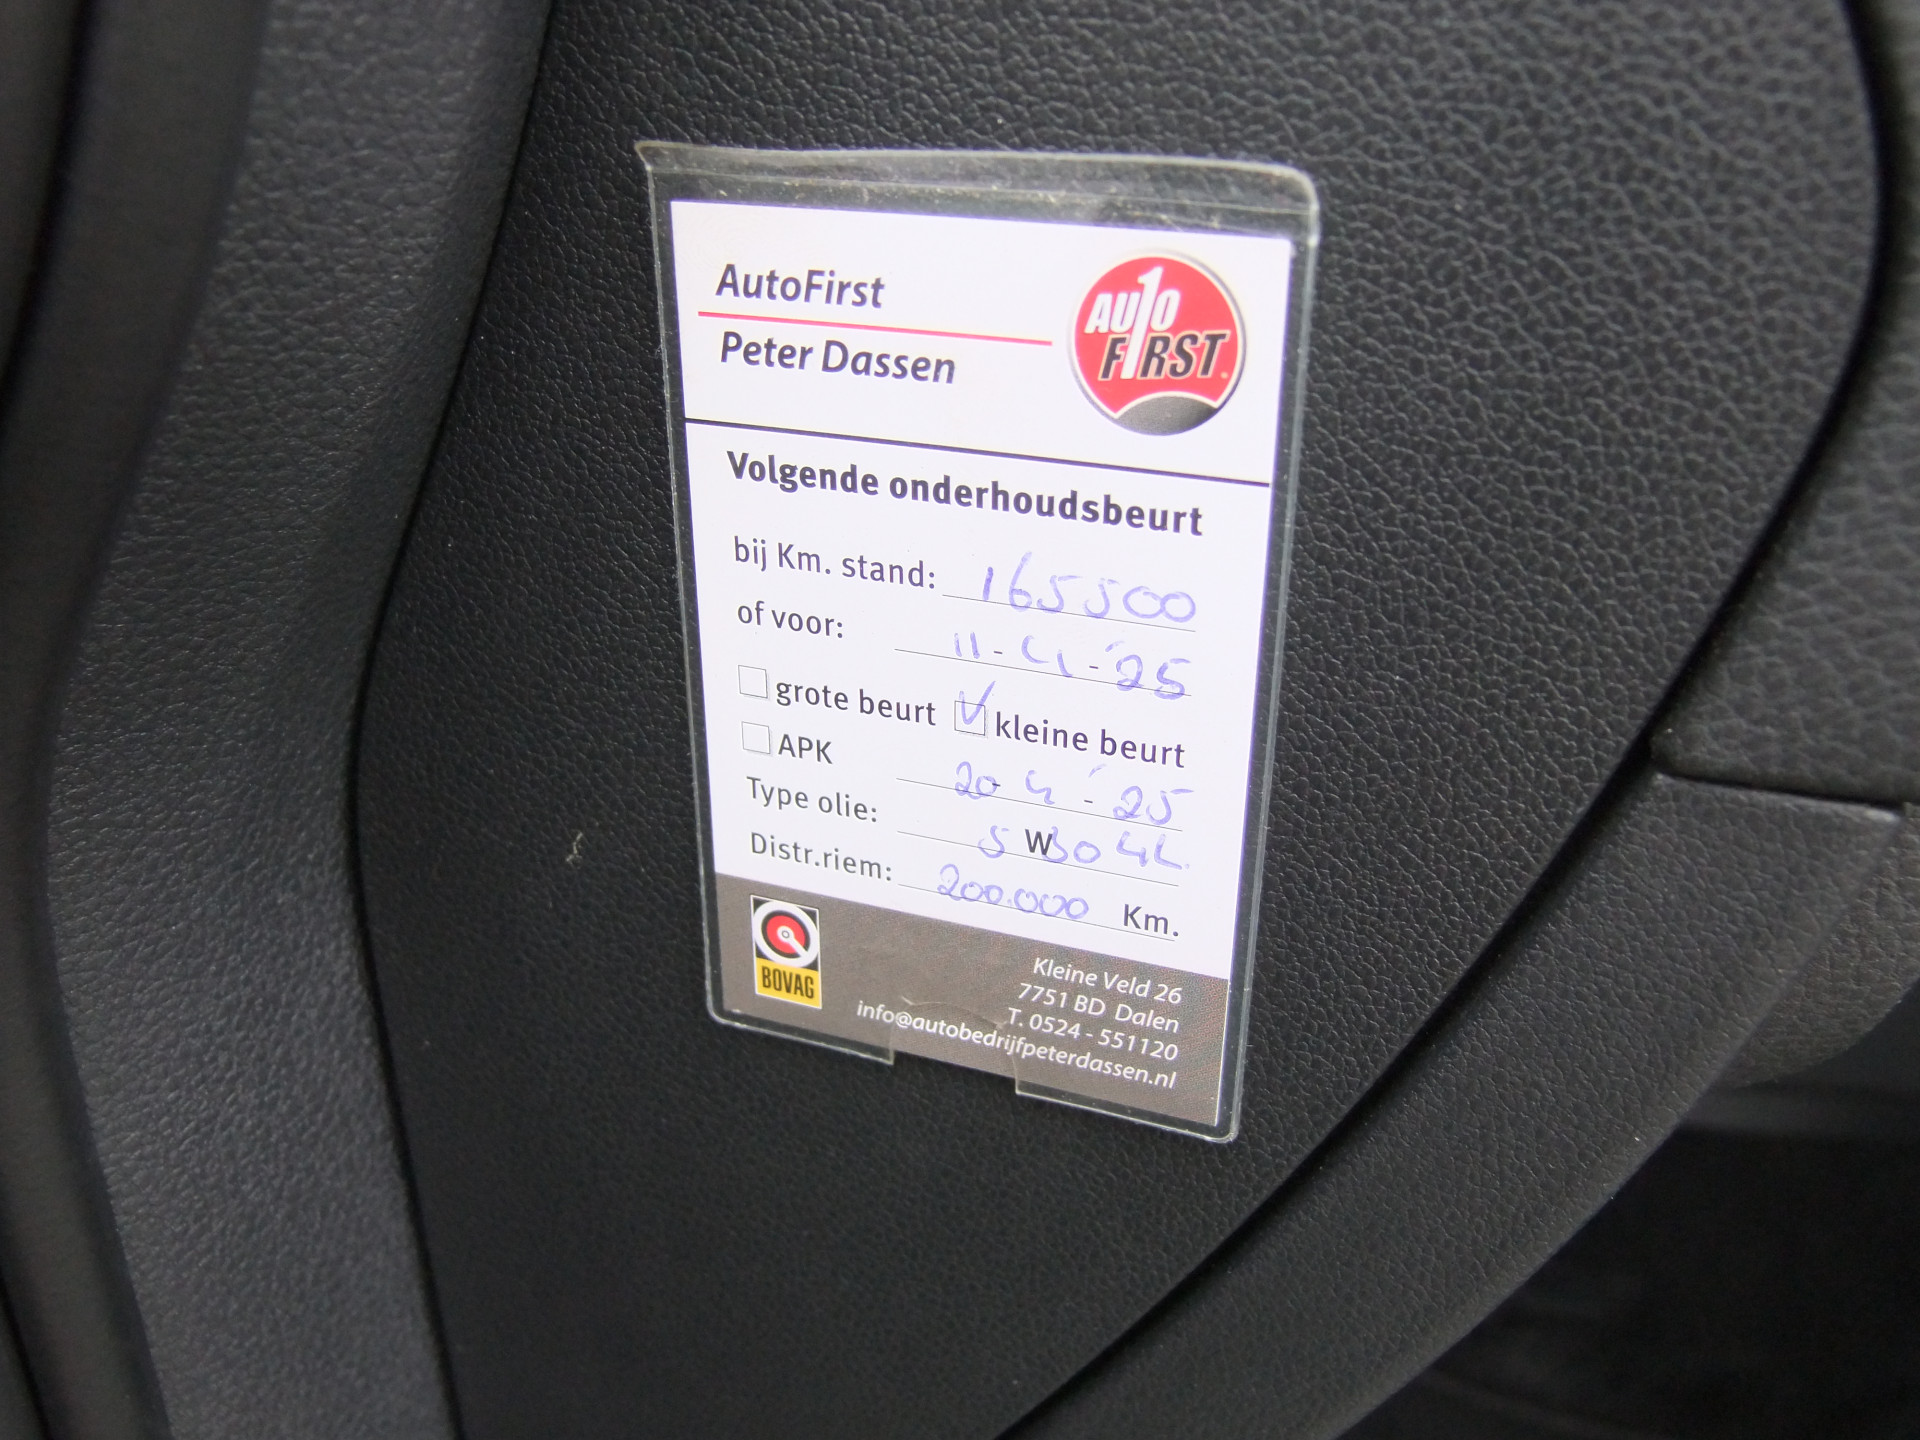 AutoFirst
Peter Dassen
AUTO
FIRST
Volgende onderhoudsbeurt
bij Km. stand: 165500
of voor: 11-4-'25
grote beurt kleine beurt
APK 20-4-'25
Type olie: 5W30 4L.
Distr.riem: 200.000 Km.
BOVAG
Kleine Veld 26
7751 BD Dalen
T. 0524 - 551120
info@autobedrijfpeterdassen.nl